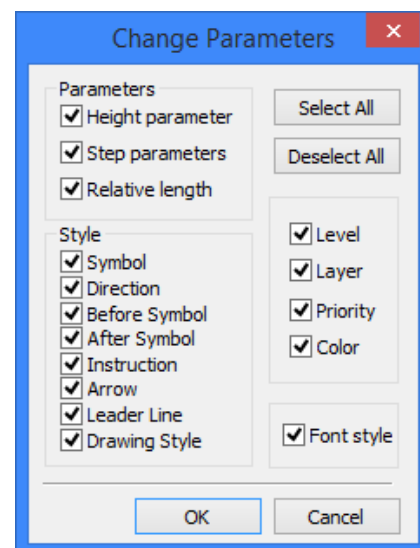 Change Parameters
Parameters
Height parameter
Step parameters
Relative length
Select All
Deselect All
Style
Symbol
Direction
Before Symbol
After Symbol
Instruction
Arrow
Leader Line
Drawing Style
Level
Layer
Priority
Color
Font style
OK
Cancel